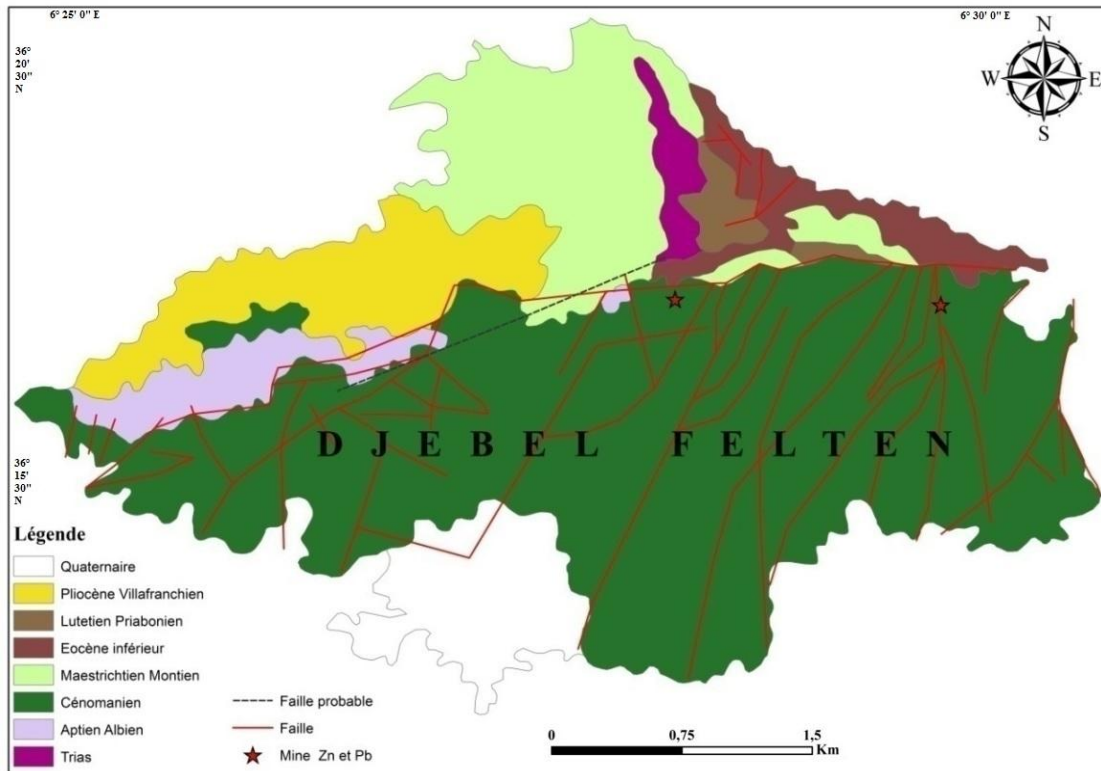 6° 25' 0" E
6° 30' 0" E
36°
20'
30"
N
N
W
E
S
DJEBEL FELTEN
36°
15'
30"
N
Légende
Quaternaire
Pliocène Villafranchien
Lutetien Priabonien
Eocène inférieur
Maestrichtien Montien
Cénomanien
Aptien Albien
Trias
Faille probable
Faille
Mine Zn et Pb
0 0,75 1,5
Km